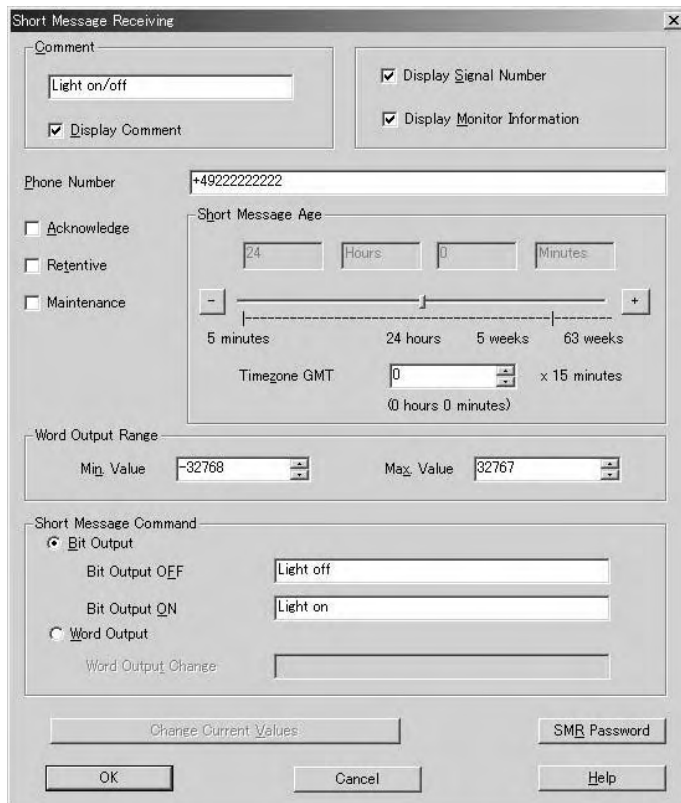 Short Message Receiving
Comment
Light on/off
Display Comment
Display Signal Number
Display Monitor Information
Phone Number +49222222222
Acknowledge
Retentive
Maintenance
Short Message Age
24 Hours 0 Minutes
- +
5 minutes 24 hours 5 weeks 63 weeks
Timezone GMT 0 x 15 minutes
(0 hours 0 minutes)
Word Output Range
Min. Value -32768 Max. Value 32767
Short Message Command
Bit Output
Bit Output OFF Light off
Bit Output ON Light on
Word Output
Word Output Change
Change Current Values SMR Password
OK Cancel Help